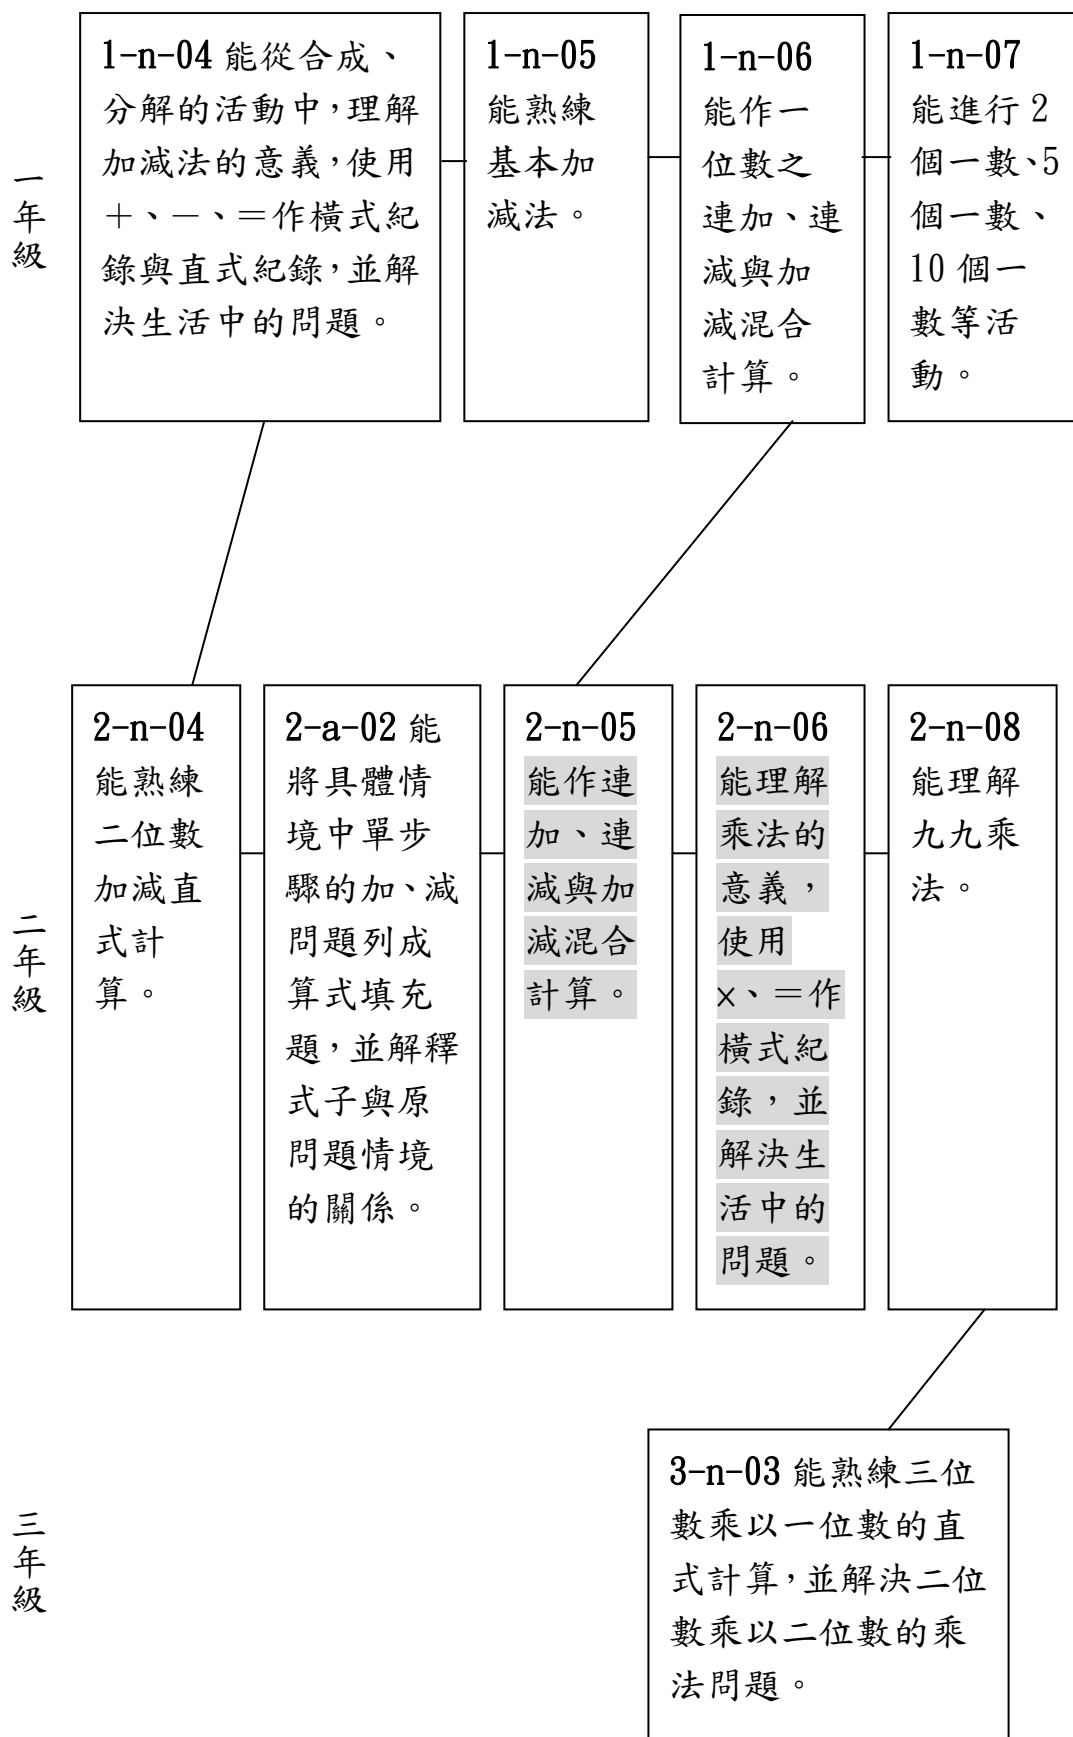 一年級
1-n-04 能從合成、
分解的活動中，理解
加減法的意義，使用
＋、－、＝作橫式紀
錄與直式紀錄，並解
決生活中的問題。
1-n-05
能熟練
基本加
減法。
1-n-06
能作一
位數之
連加、連
減與加
減混合
計算。
1-n-07
能進行 2
個一數、5
個一數、
10 個一
數等活
動。
二年級
2-n-04
能熟練
二位數
加減直
式計
算。
2-a-02 能
將具體情
境中單步
驟的加、減
問題列成
算式填充
題，並解釋
式子與原
問題情境
的關係。
2-n-05
能作連
加、連
減與加
減混合
計算。
2-n-06
能理解
乘法的
意義，
使用
×、＝作
橫式紀
錄，並
解決生
活中的
問題。
2-n-08
能理解
九九乘
法。
三年級
3-n-03 能熟練三位
數乘以一位數的直
式計算，並解決二位
數乘以二位數的乘
法問題。